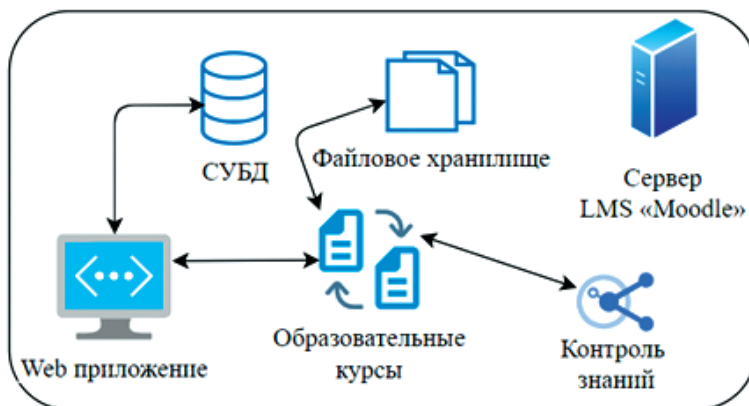 СУБД
Файловое хранилище
Сервер
LMS «Moodle»
Web приложение
Образовательные
курсы
Контроль
знаний